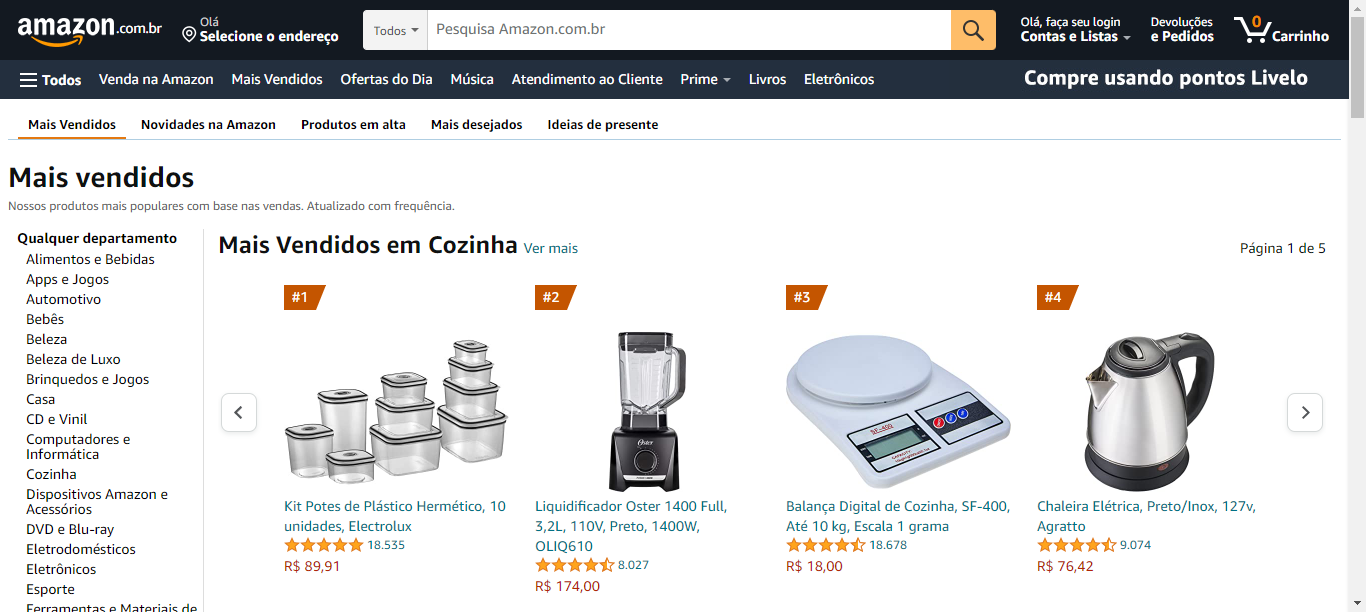 amazon.com.br
Olá
Selecione o endereço
Todos
Pesquisa Amazon.com.br
Olá, faça seu login
Contas e Listas
Devoluções
e Pedidos
0
Carrinho
Todos
Venda na Amazon
Mais Vendidos
Ofertas do Dia
Música
Atendimento ao Cliente
Prime
Livros
Eletrônicos
Compre usando pontos Livelo
Mais Vendidos
Novidades na Amazon
Produtos em alta
Mais desejados
Ideias de presente
Mais vendidos
Nossos produtos mais populares com base nas vendas. Atualizado com frequência.
Qualquer departamento
Alimentos e Bebidas
Apps e Jogos
Automotivo
Bebês
Beleza
Beleza de Luxo
Brinquedos e Jogos
Casa
CD e Vinil
Computadores e
Informática
Cozinha
Dispositivos Amazon e
Acessórios
DVD e Blu-ray
Eletrodomésticos
Eletrônicos
Esporte
Ferramentas e Materiais de
Mais Vendidos em Cozinha
Ver mais
Página 1 de 5
#1
Kit Potes de Plástico Hermético, 10
unidades, Electrolux
18.535
R$ 89,91
#2
Oster
Liquidificador Oster 1400 Full,
3,2L, 110V, Preto, 1400W,
OLIQ610
8.027
R$ 174,00
#3
SF-400
Balança Digital de Cozinha, SF-400,
Até 10 kg, Escala 1 grama
18.678
R$ 18,00
#4
Chaleira Elétrica, Preto/Inox, 127v,
Agratto
9.074
R$ 76,42